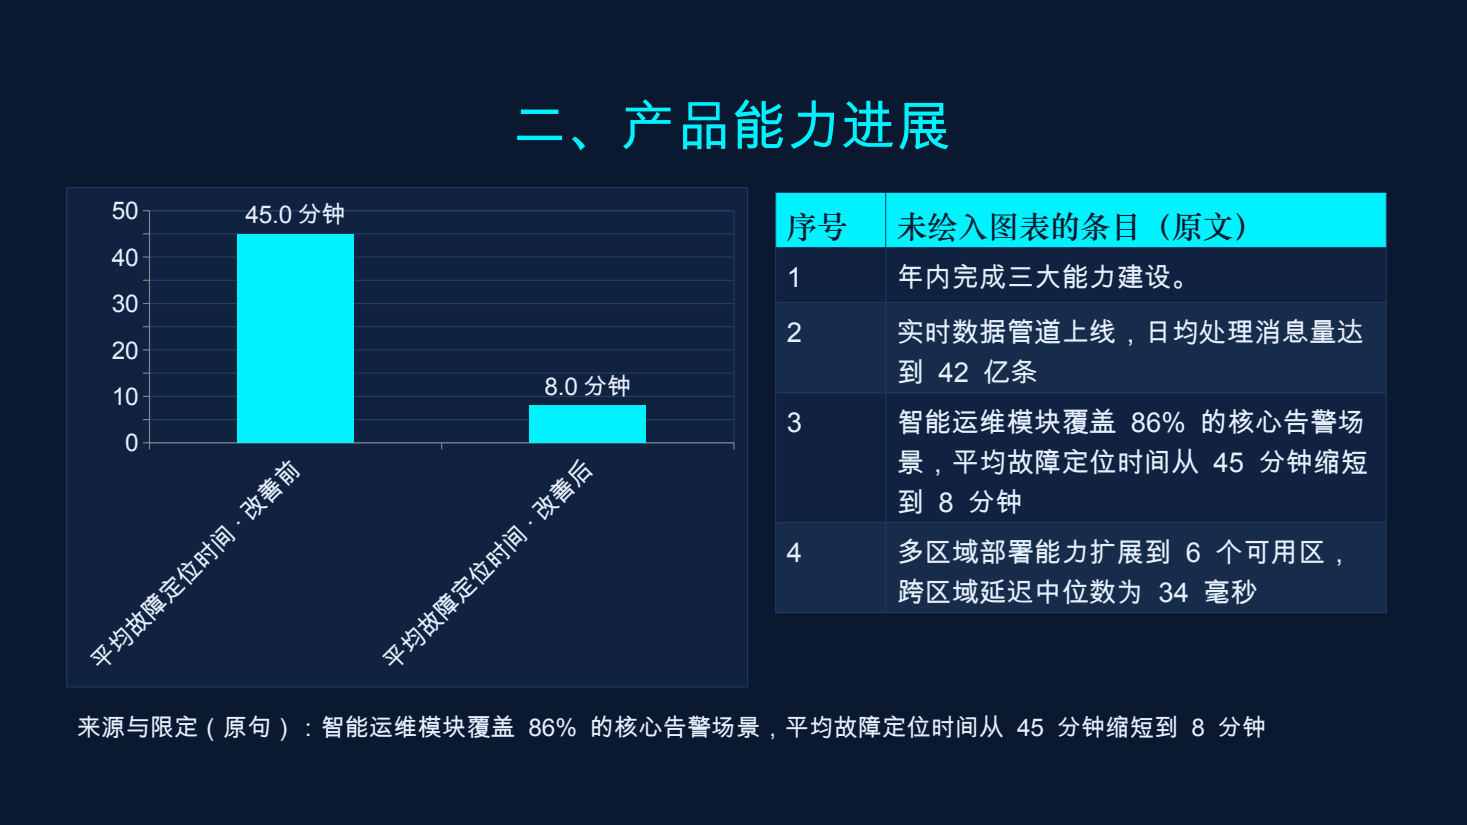 二、产品能力进展
50
40
30
20
10
0
45.0 分钟
8.0 分钟
平均故障定位时间 · 改善前
平均故障定位时间 · 改善后
序号 未绘入图表的条目（原文）
1 年内完成三大能力建设。
2 实时数据管道上线，日均处理消息量达
到 42 亿条
3 智能运维模块覆盖 86% 的核心告警场
景，平均故障定位时间从 45 分钟缩短
到 8 分钟
4 多区域部署能力扩展到 6 个可用区，
跨区域延迟中位数为 34 毫秒
来源与限定（原句）：智能运维模块覆盖 86% 的核心告警场景，平均故障定位时间从 45 分钟缩短到 8 分钟